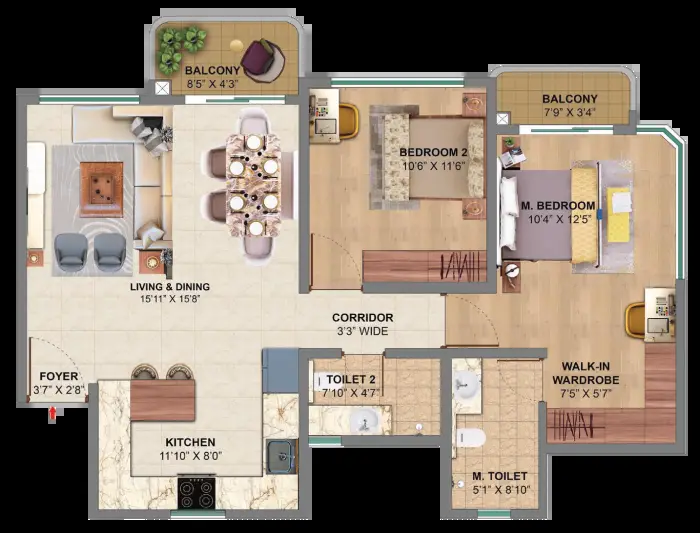 BALCONY
8'5" X 4'3"
BALCONY
7'9" X 3'4"
BEDROOM 2
10'6" X 11'6"
M. BEDROOM
10'4" X 12'5"
LIVING & DINING
15'11" X 15'8"
CORRIDOR
3'3" WIDE
FOYER
3'7" X 2'8"
TOILET 2
7'10" X 4'7"
WALK-IN
WARDROBE
7'5" X 5'7"
KITCHEN
11'10" X 8'0"
M. TOILET
5'1" X 8'10"